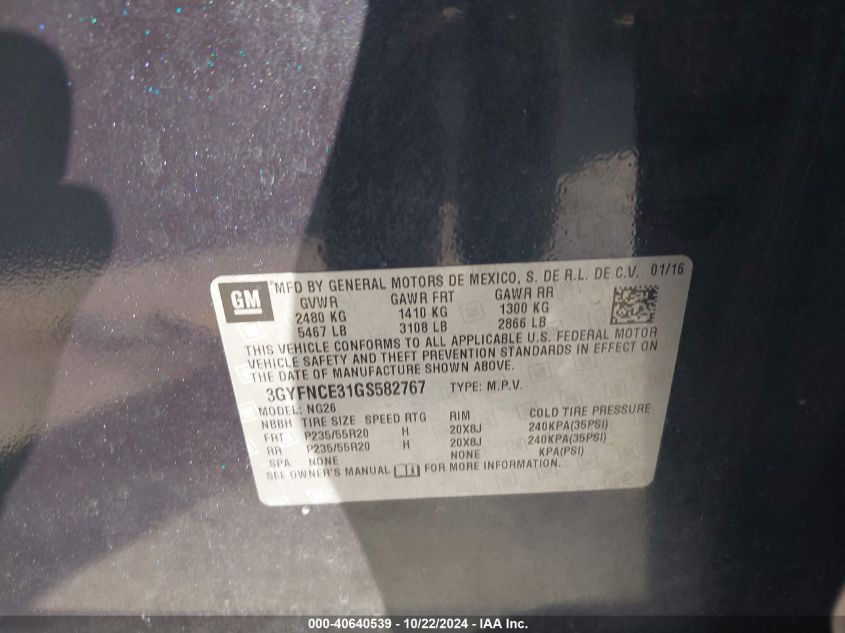 GM
MFD BY GENERAL MOTORS DE MEXICO, S. DE R.L. DE C.V. 01/16
GVWR GAWR FRT GAWR RR
2480 KG 1410 KG 1300 KG
5467 LB 3108 LB 2866 LB
THIS VEHICLE CONFORMS TO ALL APPLICABLE U.S. FEDERAL MOTOR
VEHICLE SAFETY AND THEFT PREVENTION STANDARDS IN EFFECT ON
THE DATE OF MANUFACTURE SHOWN ABOVE.
3GYFNCE31GS582767 TYPE: M.P.V.
MODEL: NG26
NBBH TIRE SIZE SPEED RTG RIM COLD TIRE PRESSURE
FRT P235/55R20 H 20X8J 240KPA(35PSI)
RR P235/55R20 H 20X8J 240KPA(35PSI)
SPA NONE NONE KPA(PSI)
SEE OWNER'S MANUAL FOR MORE INFORMATION.
000-40640539 / 10/22/2024 - IAA Inc.